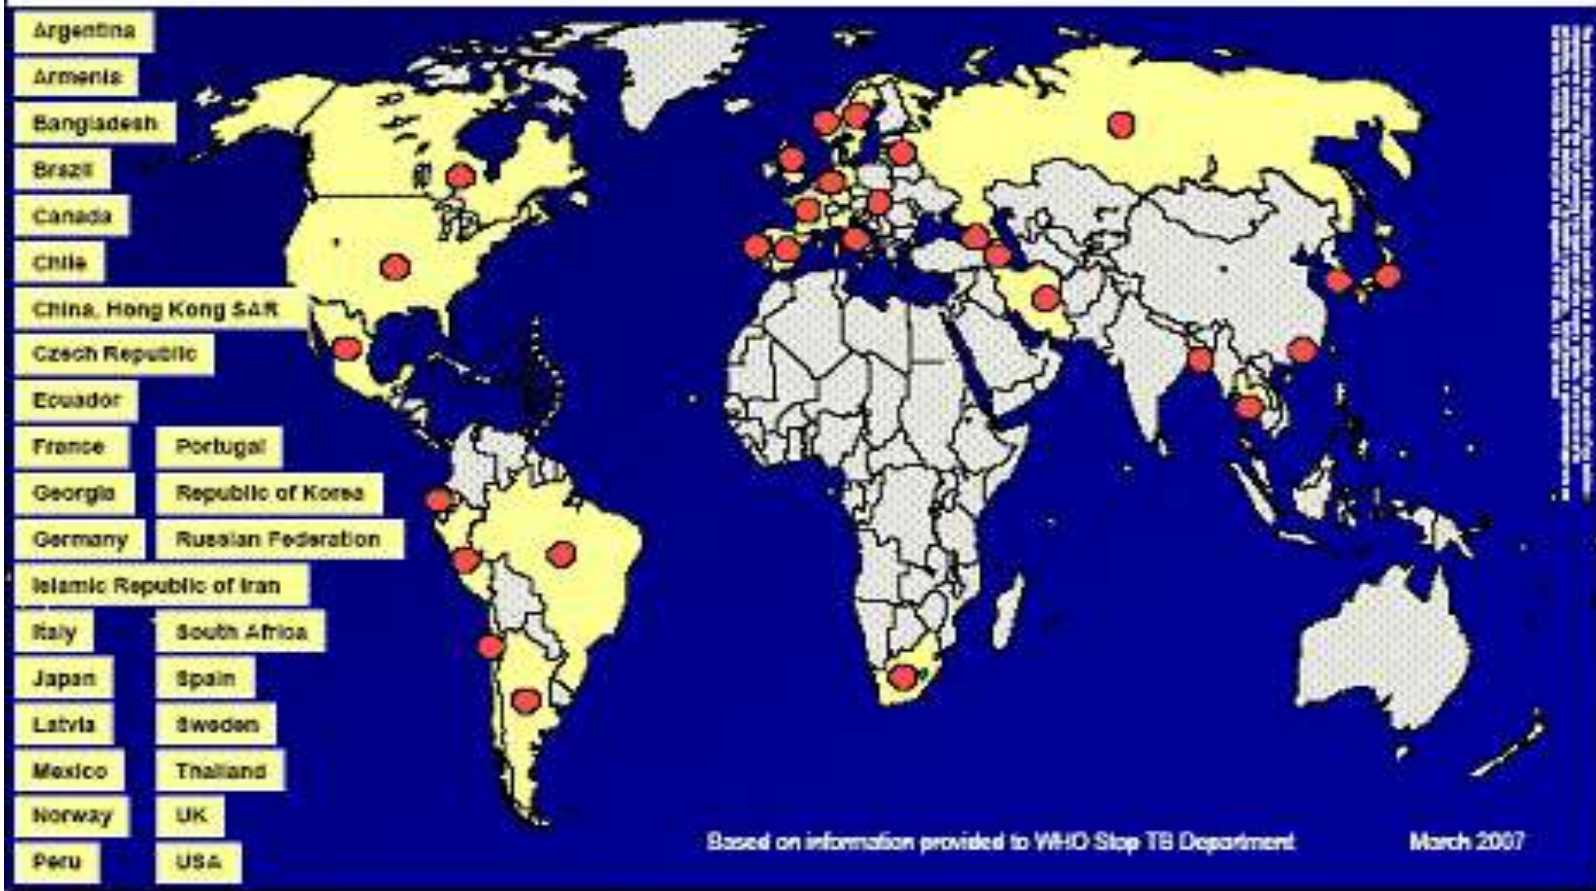 Argentina
Armenia
Bangladesh
Brazil
Canada
Chile
China, Hong Kong SAR
Czech Republic
Ecuador
France
Georgia
Germany
Islamic Republic of Iran
Italy
Japan
Latvia
Mexico
Norway
Peru
Portugal
Republic of Korea
Russian Federation
South Africa
Spain
Sweden
Thailand
UK
USA
Based on information provided to WHO Stop TB Department
March 2007